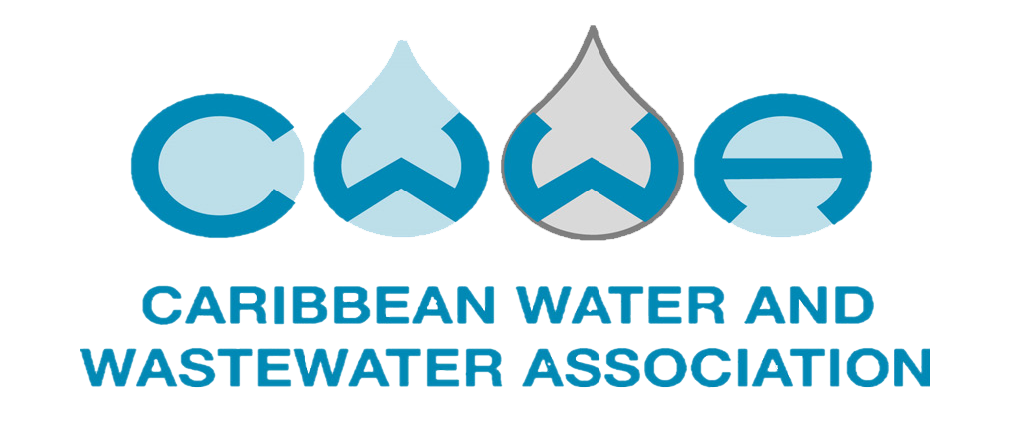 CWWA
CARIBBEAN WATER AND
WASTEWATER ASSOCIATION